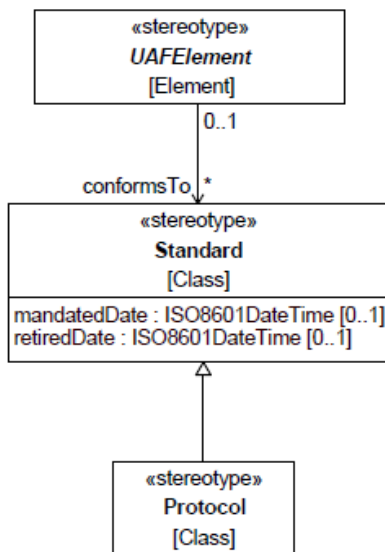 «stereotype»
UAFElement
[Element]
0..1
conformsTo *
«stereotype»
Standard
[Class]
mandatedDate : ISO8601DateTime [0..1]
retiredDate : ISO8601DateTime [0..1]
«stereotype»
Protocol
[Class]